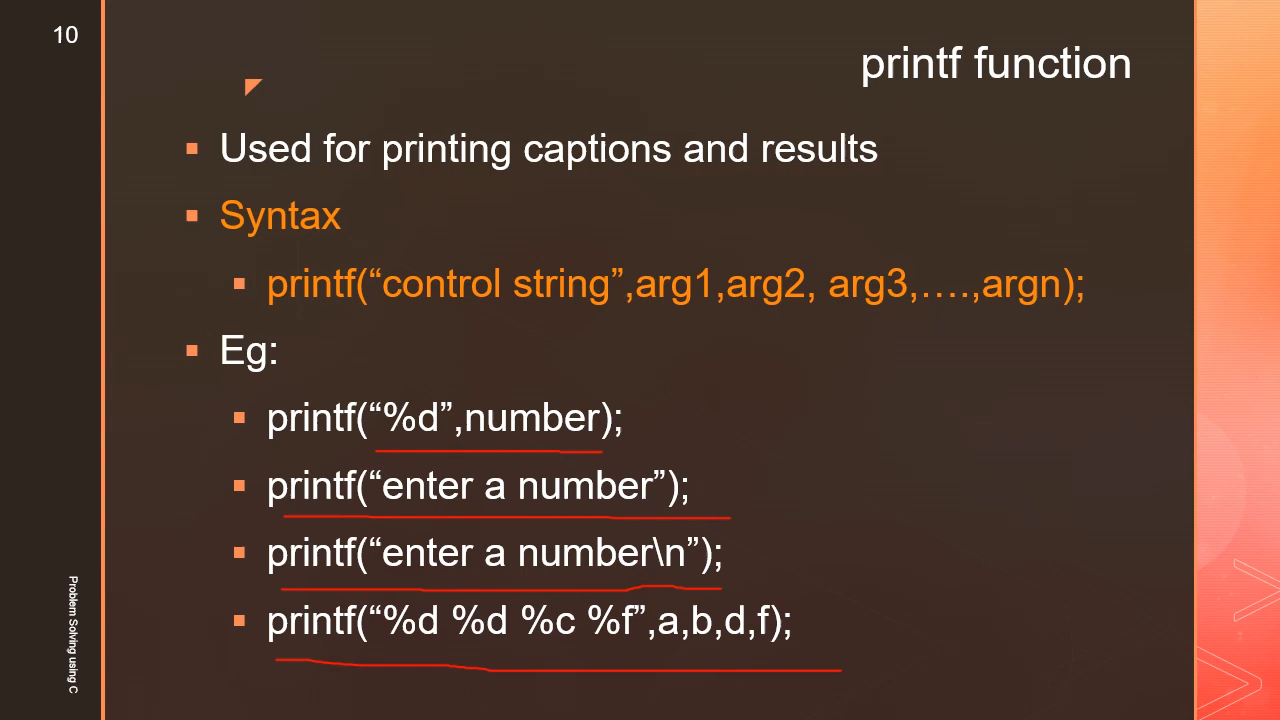 10
printf function
Used for printing captions and results
Syntax
printf(“control string”,arg1,arg2, arg3,….,argn);
Eg:
printf(“%d”,number);
printf(“enter a number”);
printf(“enter a number\n”);
printf(“%d %d %c %f”,a,b,d,f);
Problem Solving using C